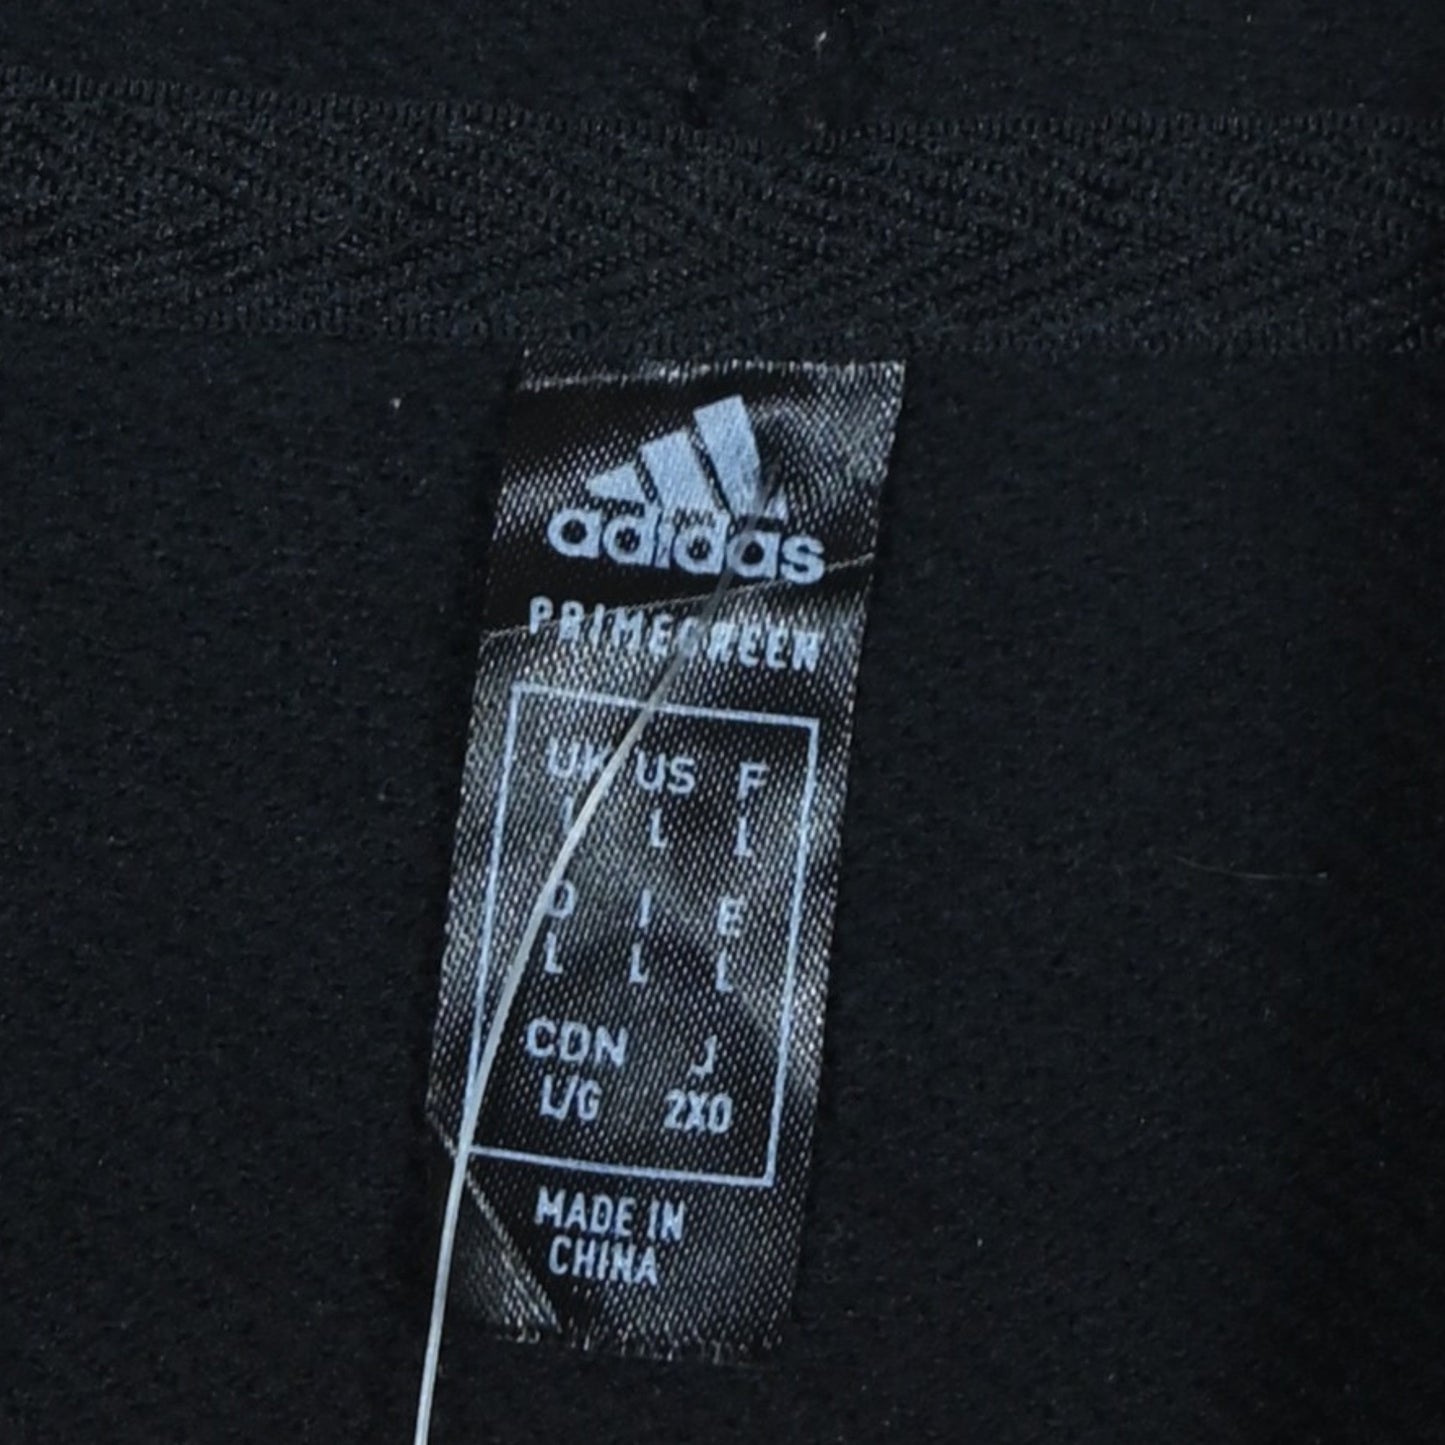 adidas
PRIMEGREEN
UK US F
L L L
D I E
L L L
CDN J
L/G 2XO
MADE IN
CHINA